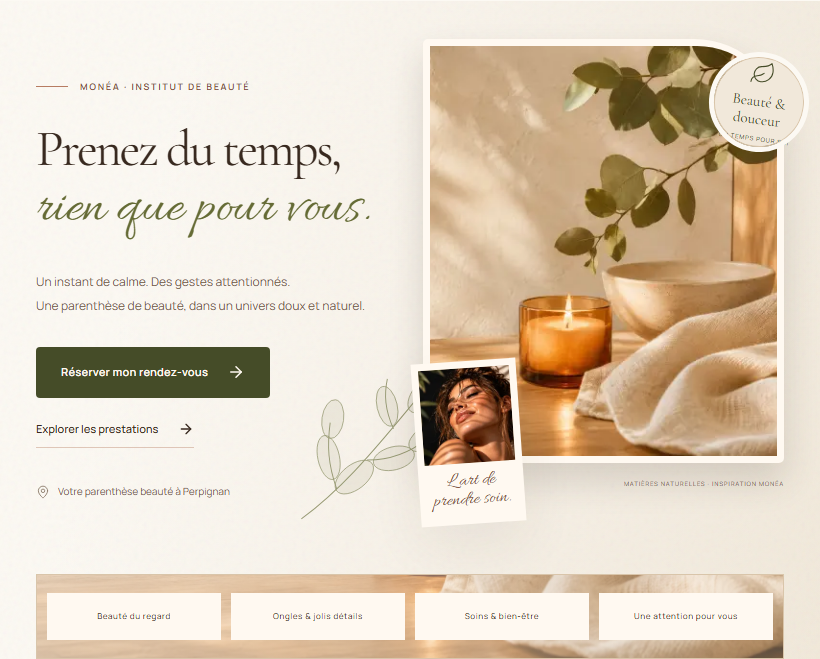 MONÉA · INSTITUT DE BEAUTÉ
Prenez du temps,
rien que pour vous.
Un instant de calme. Des gestes attentionnés.
Une parenthèse de beauté, dans un univers doux et naturel.
Réserver mon rendez-vous
Explorer les prestations
Votre parenthèse beauté à Perpignan
Beauté &
douceur
TEMPS POUR
L'art de
prendre soin.
MATIÈRES NATURELLES · INSPIRATION MONÉA
Beauté du regard
Ongles & jolis détails
Soins & bien-être
Une attention pour vous